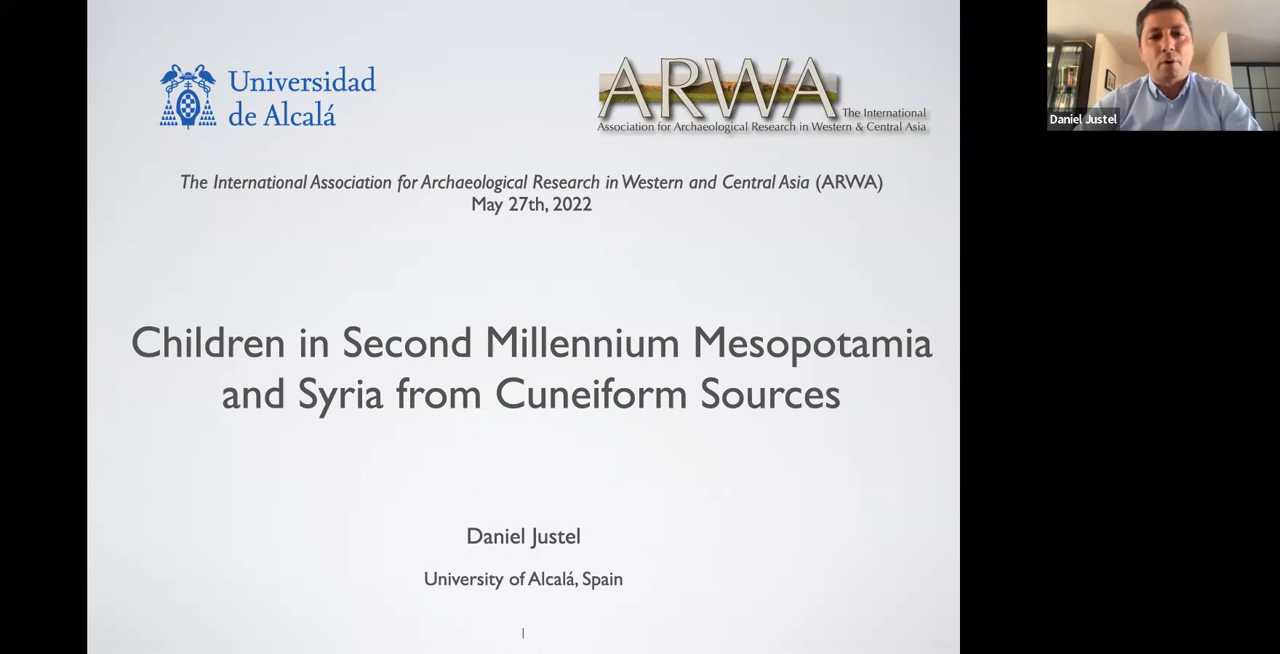 Universidad
de Alcalá
ARWA
The International
Association for Archaeological Research in Western & Central Asia
The International Association for Archaeological Research in Western and Central Asia (ARWA)
May 27th, 2022
Children in Second Millennium Mesopotamia
and Syria from Cuneiform Sources
Daniel Justel
University of Alcalá, Spain
1
Daniel Justel